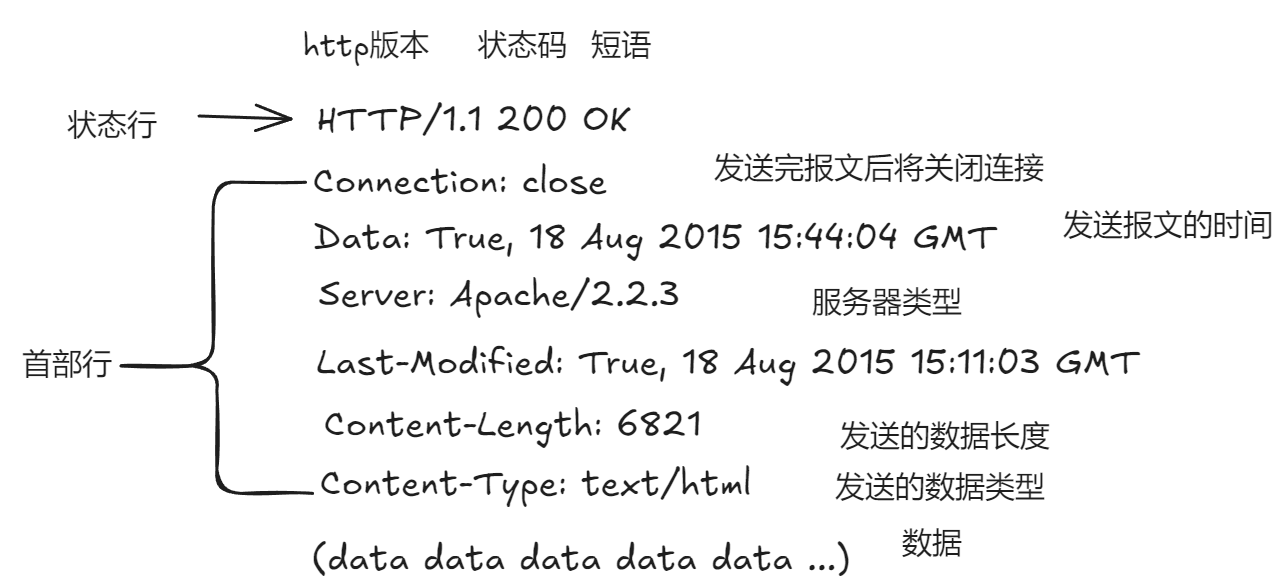 http版本 状态码 短语
状态行 HTTP/1.1 200 OK
Connection: close 发送完报文后将关闭连接
Data: True, 18 Aug 2015 15:44:04 GMT 发送报文的时间
Server: Apache/2.2.3 服务器类型
首部行 Last-Modified: True, 18 Aug 2015 15:11:03 GMT
Content-Length: 6821 发送的数据长度
Content-Type: text/html 发送的数据类型
(data data data data data ...) 数据